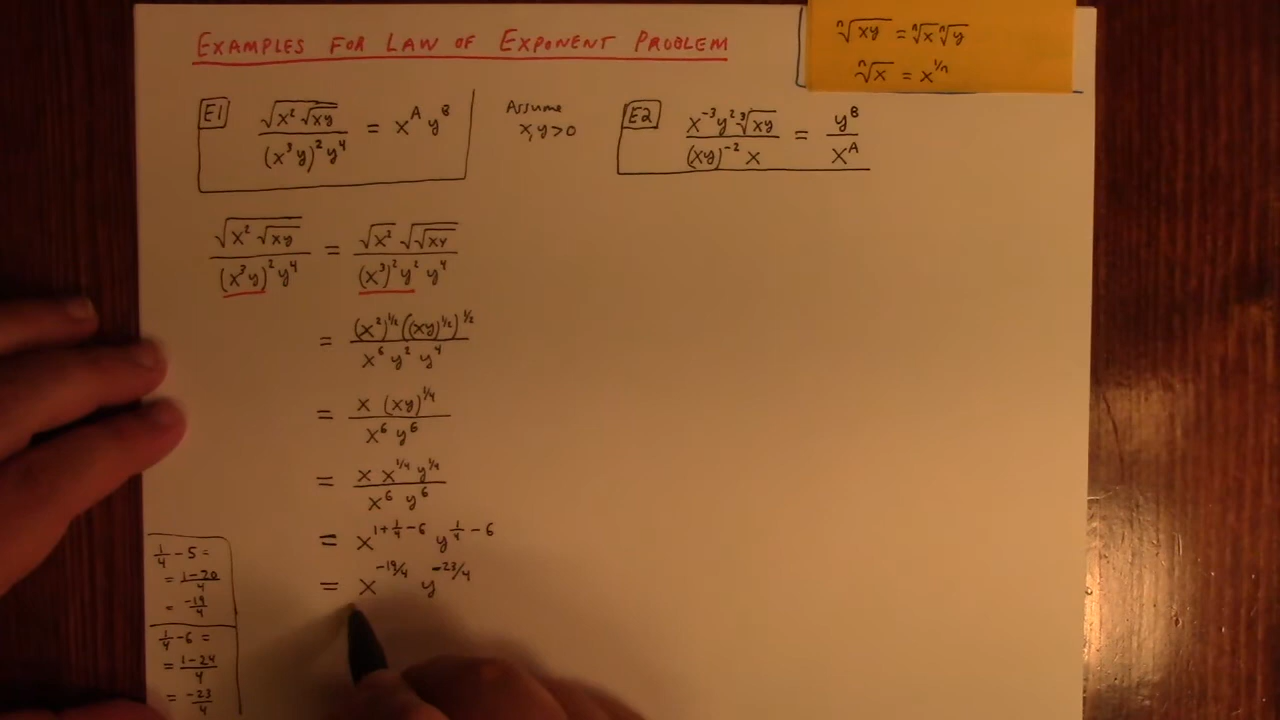 EXAMPLES FOR LAW OF EXPONENT PROBLEM
ⁿ√(xy) = ⁿ√x ⁿ√y
ⁿ√x = x^(1/n)
E1 √(x² √(xy)) / ((x³y)² y⁴) = x^A y^B
Assume
x, y > 0
E2 (x⁻³ y² ³√(xy)) / ((xy)⁻² x) = y^B / x^A
√(x² √(xy)) / ((x³y)² y⁴) = (√(x²) √(√(xy))) / ((x³)² y² y⁴)
= ((x²)^(1/2) ((xy)^(1/2))^(1/2)) / (x⁶ y² y⁴)
= (x (xy)^(1/4)) / (x⁶ y⁶)
= (x x^(1/4) y^(1/4)) / (x⁶ y⁶)
= x^(1+1/4-6) y^(1/4-6)
= x^(-19/4) y^(-23/4)
1/4 - 5 =
= (1-20)/4
= -19/4
1/4 - 6 =
= (1-24)/4
= -23/4